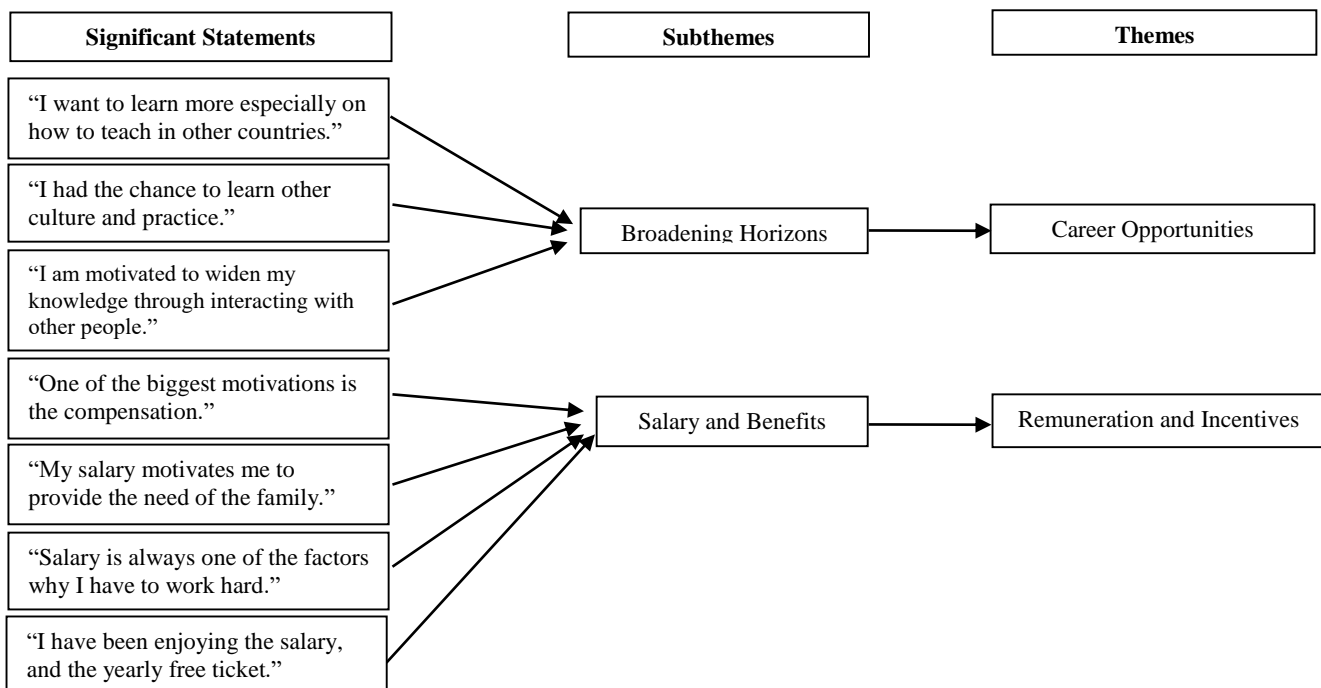 Significant Statements
Subthemes
Themes
“I want to learn more especially on
how to teach in other countries.”
“I had the chance to learn other
culture and practice.”
“I am motivated to widen my
knowledge through interacting with
other people.”
Broadening Horizons
Career Opportunities
“One of the biggest motivations is
the compensation.”
“My salary motivates me to
provide the need of the family.”
“Salary is always one of the factors
why I have to work hard.”
“I have been enjoying the salary,
and the yearly free ticket.”
Salary and Benefits
Remuneration and Incentives